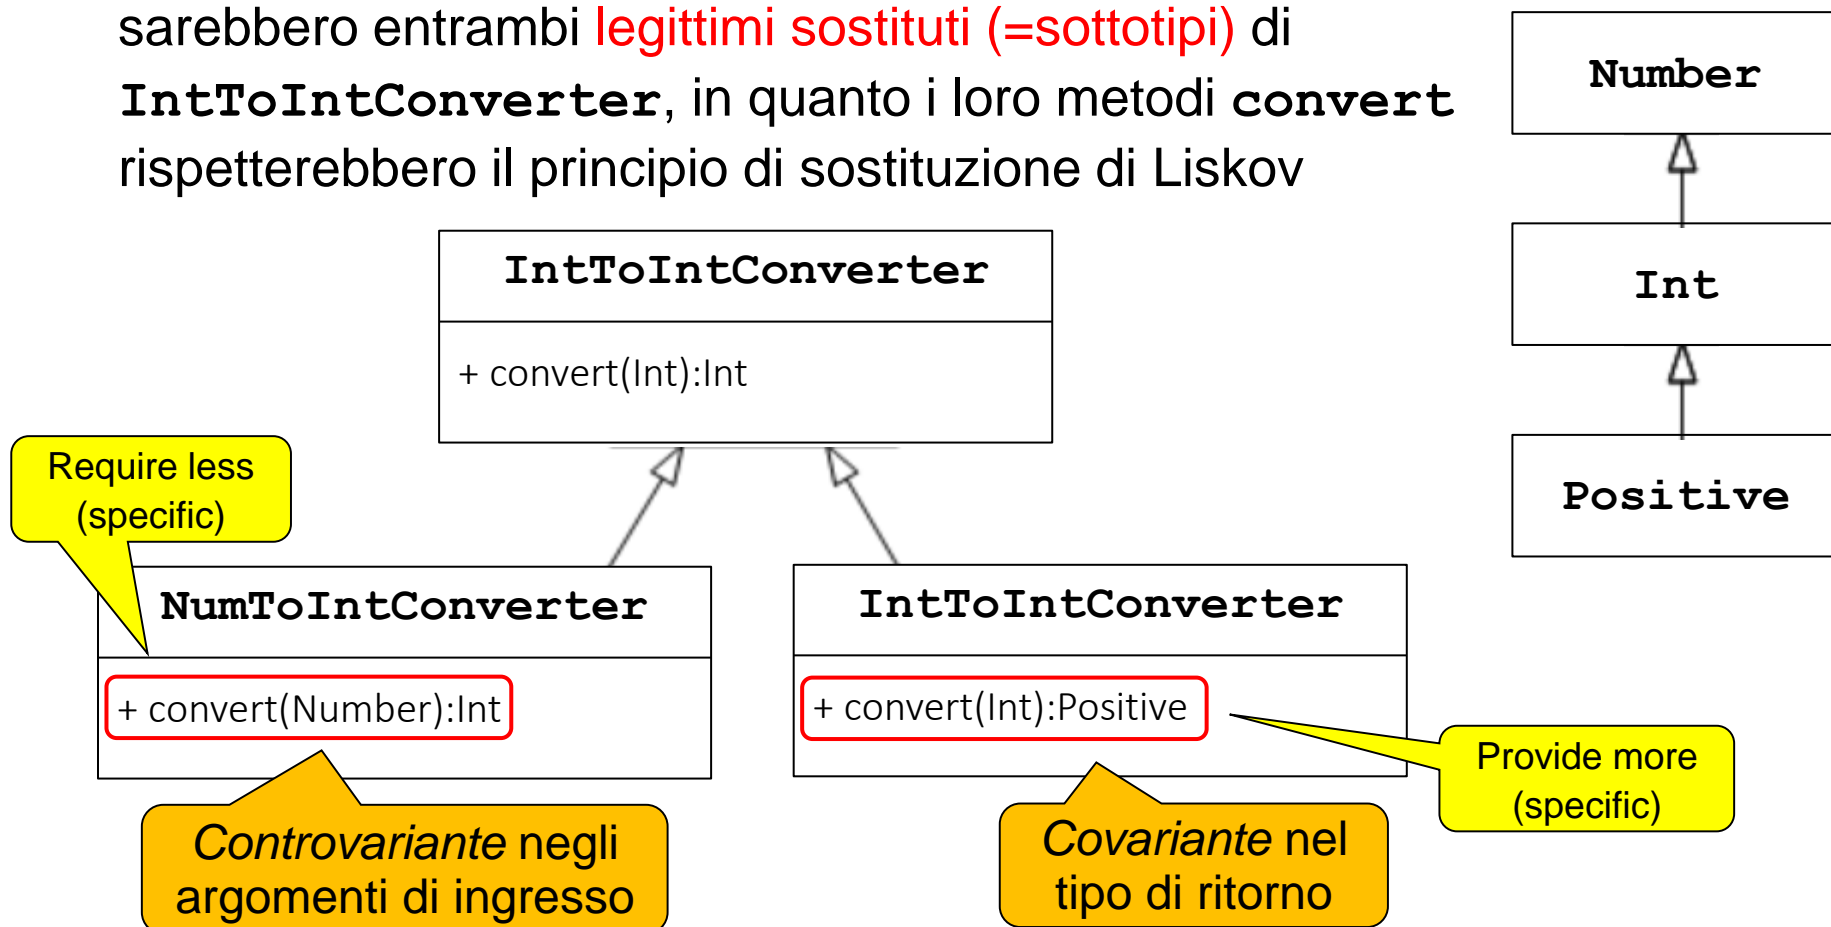 sarebbero entrambi legittimi sostituti (=sottotipi) di
IntToIntConverter, in quanto i loro metodi convert
rispetterebbero il principio di sostituzione di Liskov
Number
Int
Positive
IntToIntConverter
+ convert(Int):Int
Require less
(specific)
NumToIntConverter
+ convert(Number):Int
IntToIntConverter
+ convert(Int):Positive
Provide more
(specific)
Controvariante negli
argomenti di ingresso
Covariante nel
tipo di ritorno